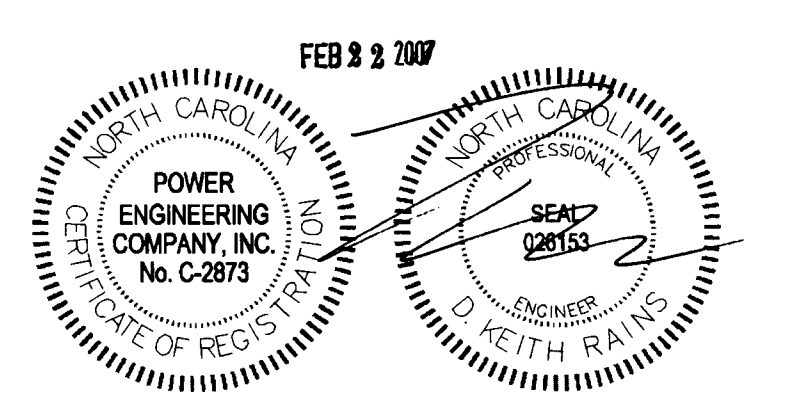 FEB 22 2007
NORTH CAROLINA
POWER
ENGINEERING
COMPANY, INC.
No. C-2873
CERTIFICATE OF REGISTRATION
NORTH CAROLINA
PROFESSIONAL
SEAL
026153
ENGINEER
D. KEITH RAINS